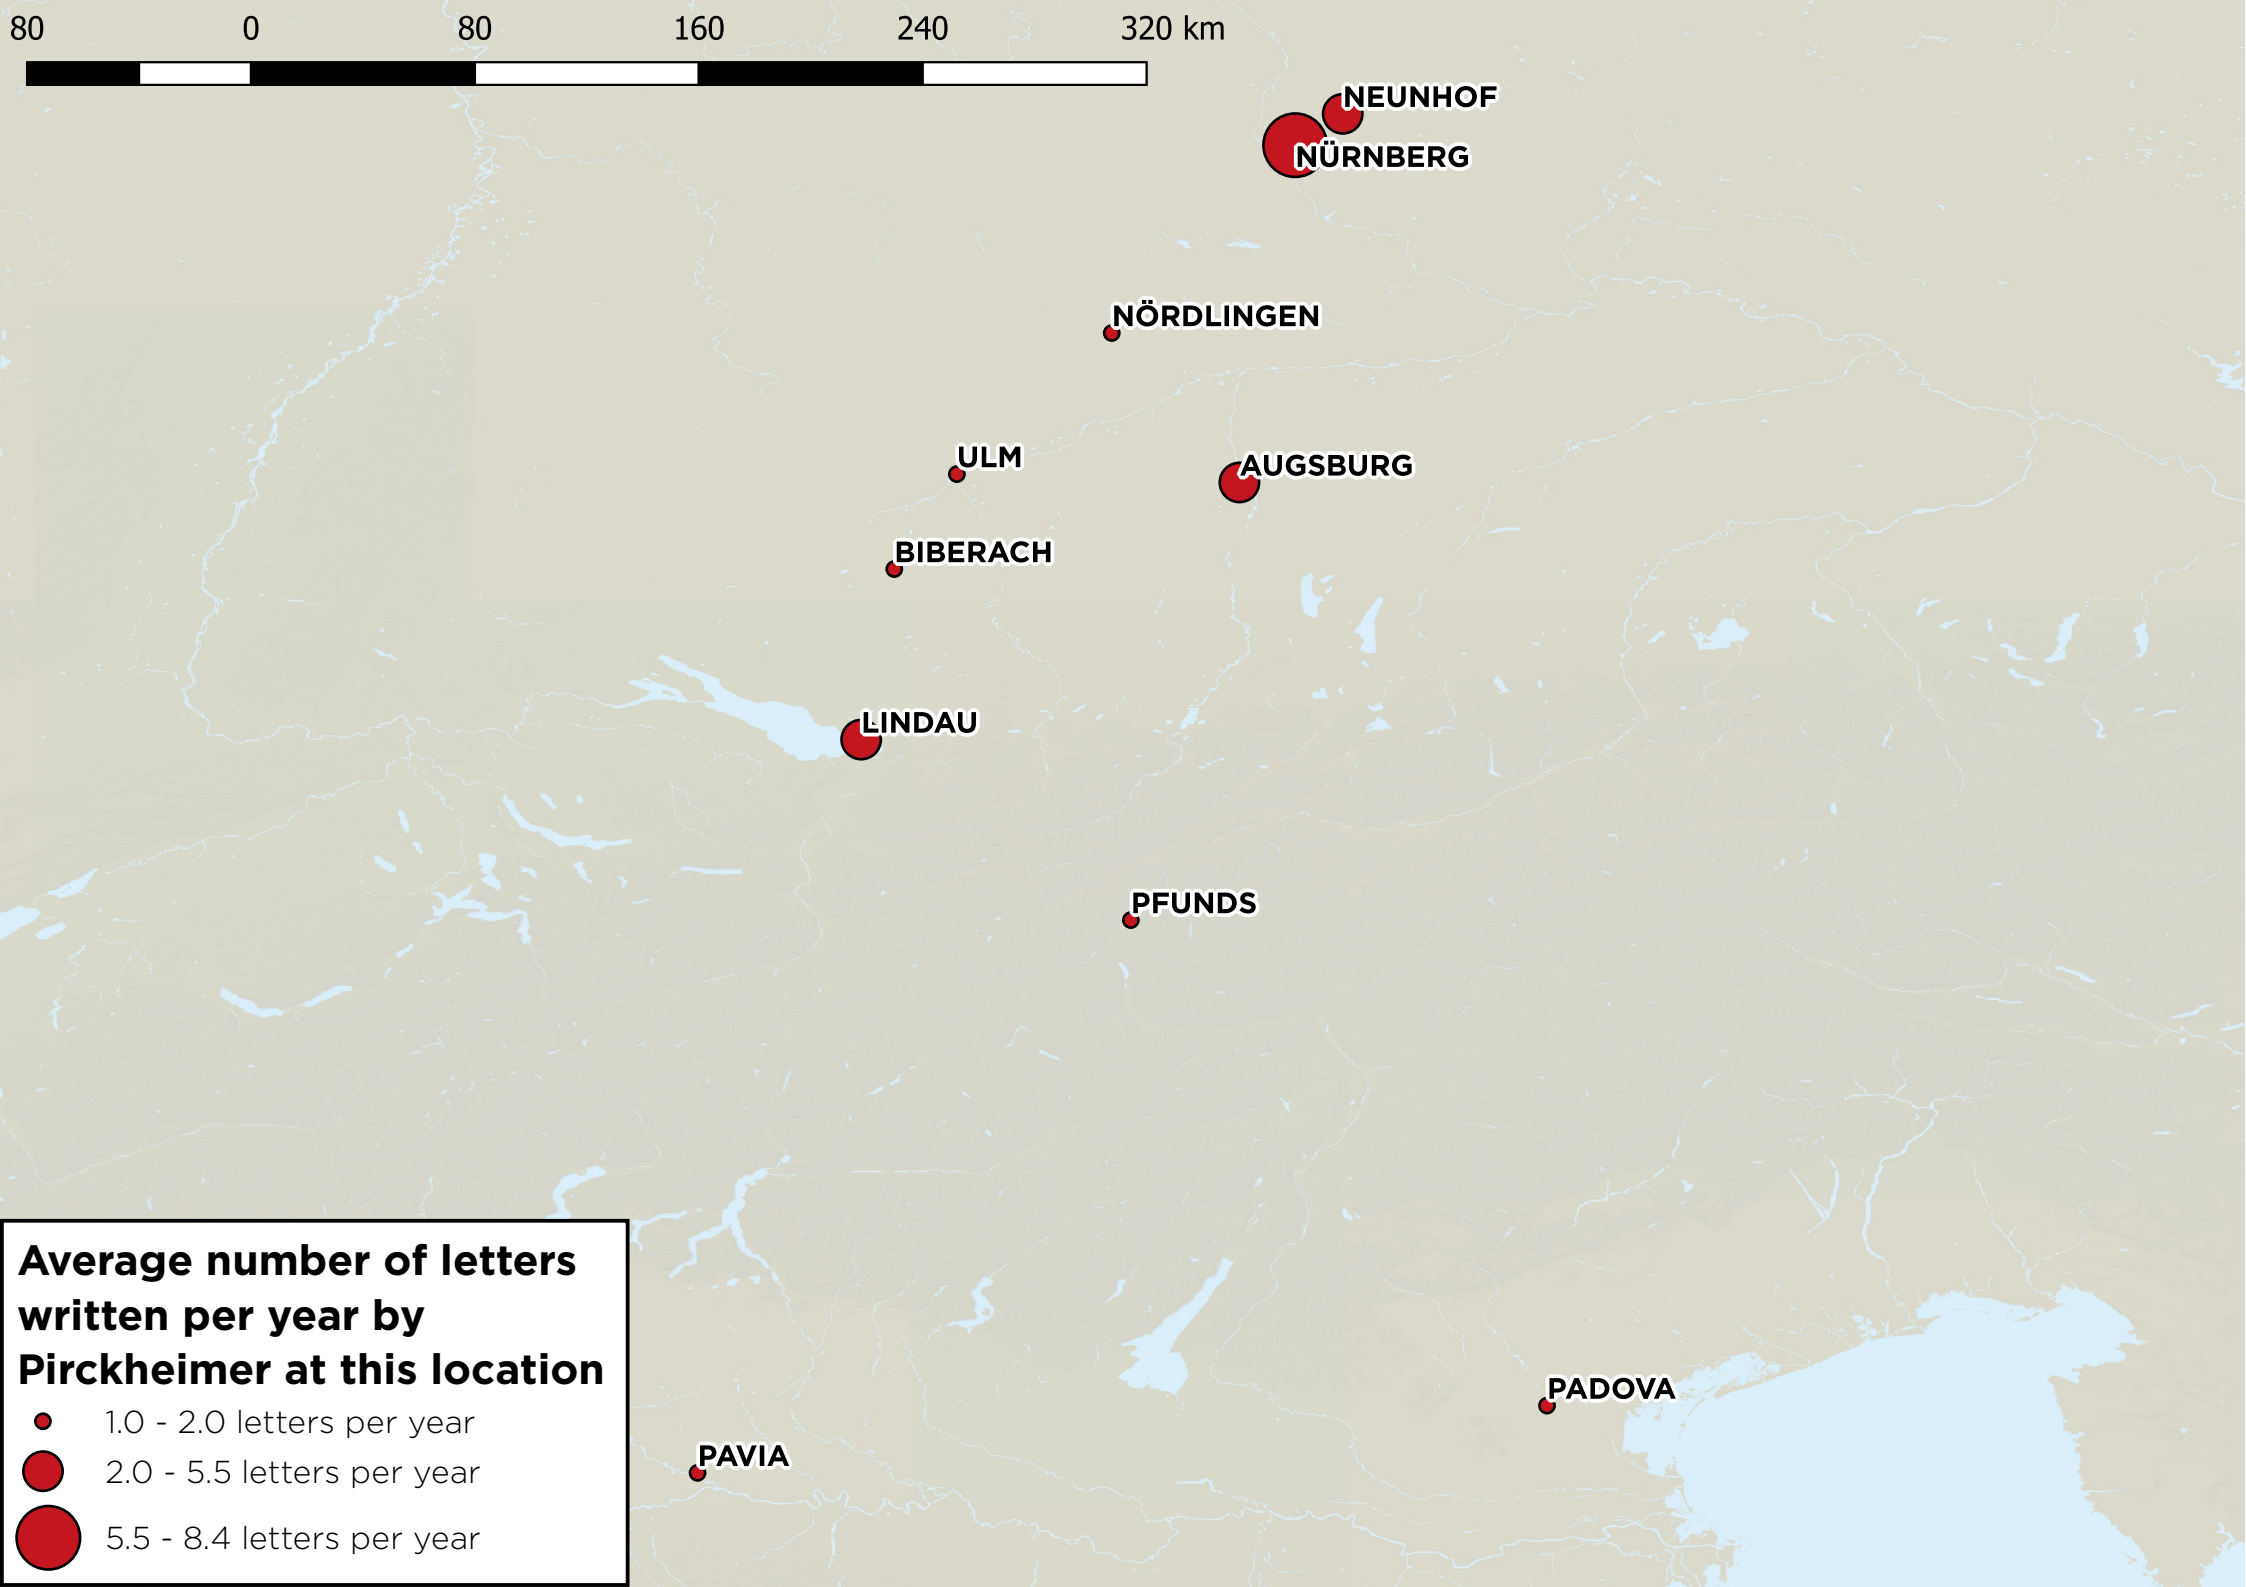 80 0 80 160 240 320 km
NEUNHOF
NÜRNBERG
NÖRDLINGEN
ULM
AUGSBURG
BIBERACH
LINDAU
PFUNDS
PADOVA
PAVIA
Average number of letters
written per year by
Pirckheimer at this location
1.0 - 2.0 letters per year
2.0 - 5.5 letters per year
5.5 - 8.4 letters per year